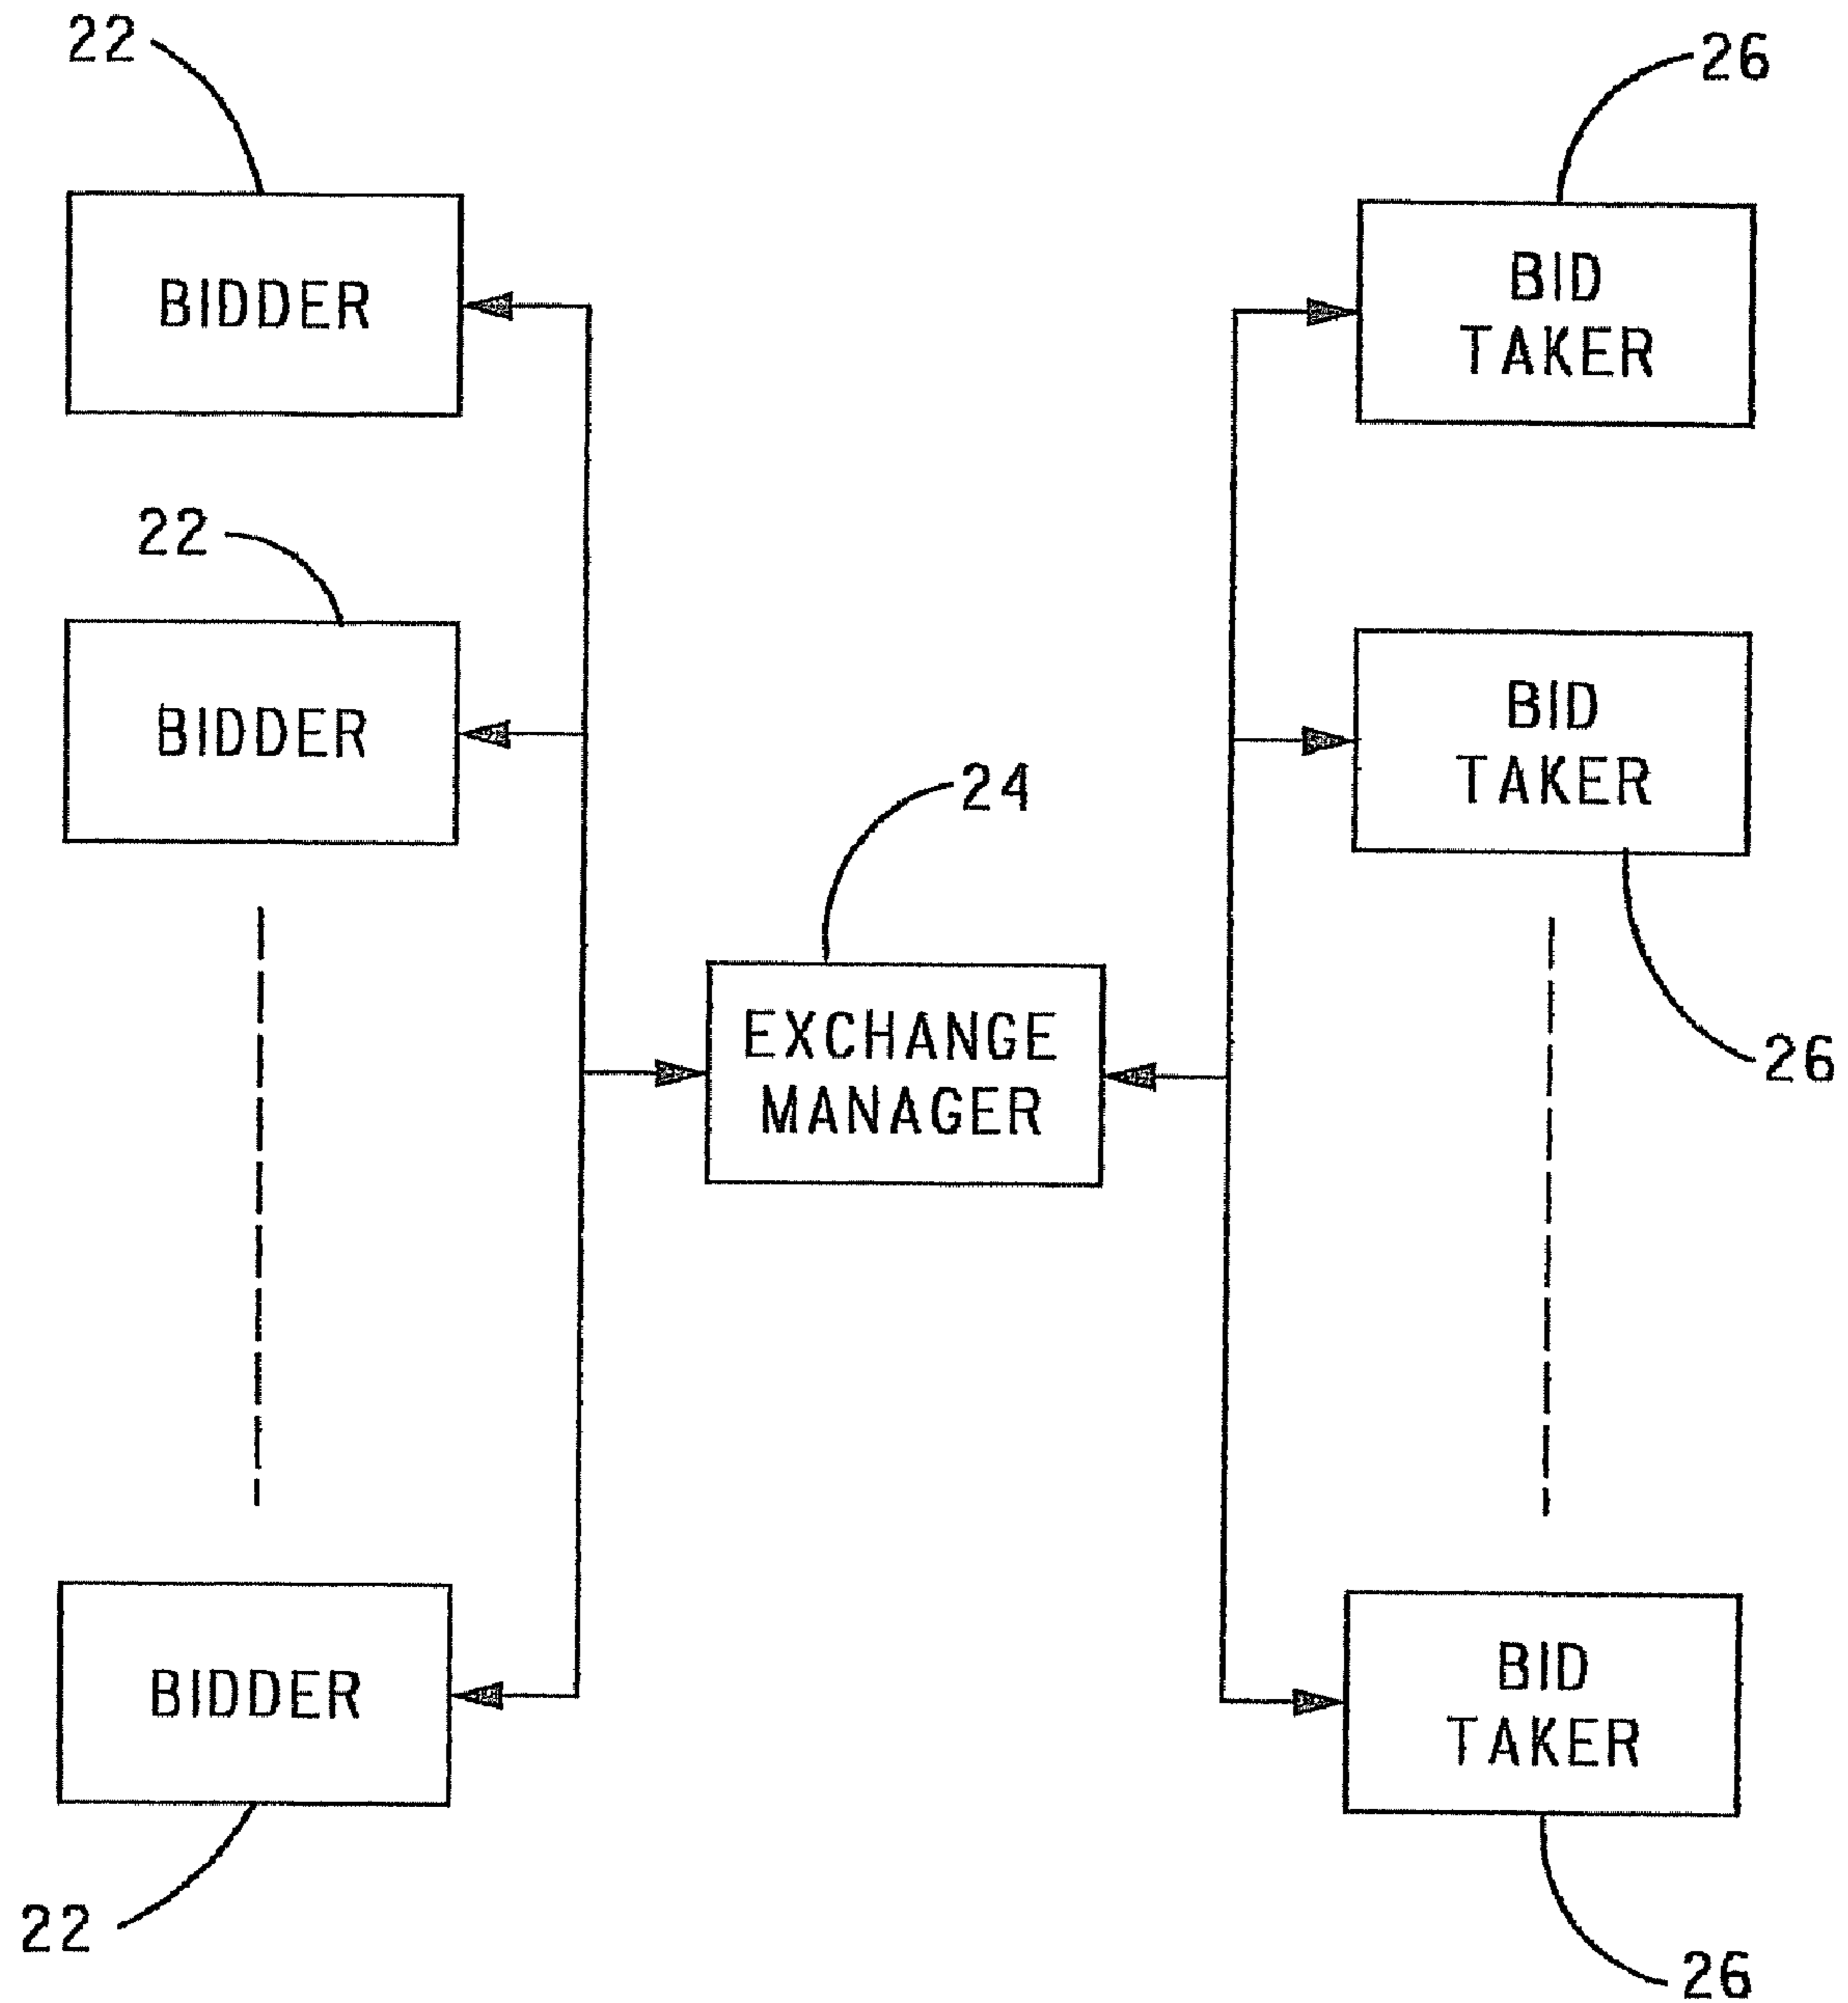 22
26
BIDDER
BID
TAKER
22
BIDDER
BID
TAKER
24
EXCHANGE
MANAGER
26
BIDDER
BID
TAKER
22
26